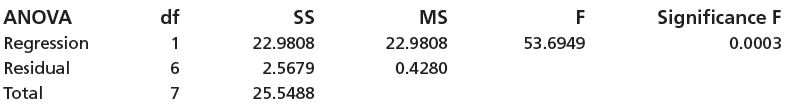 ANOVA df SS MS F Significance F
Regression 1 22.9808 22.9808 53.6949 0.0003
Residual 6 2.5679 0.4280
Total 7 25.5488